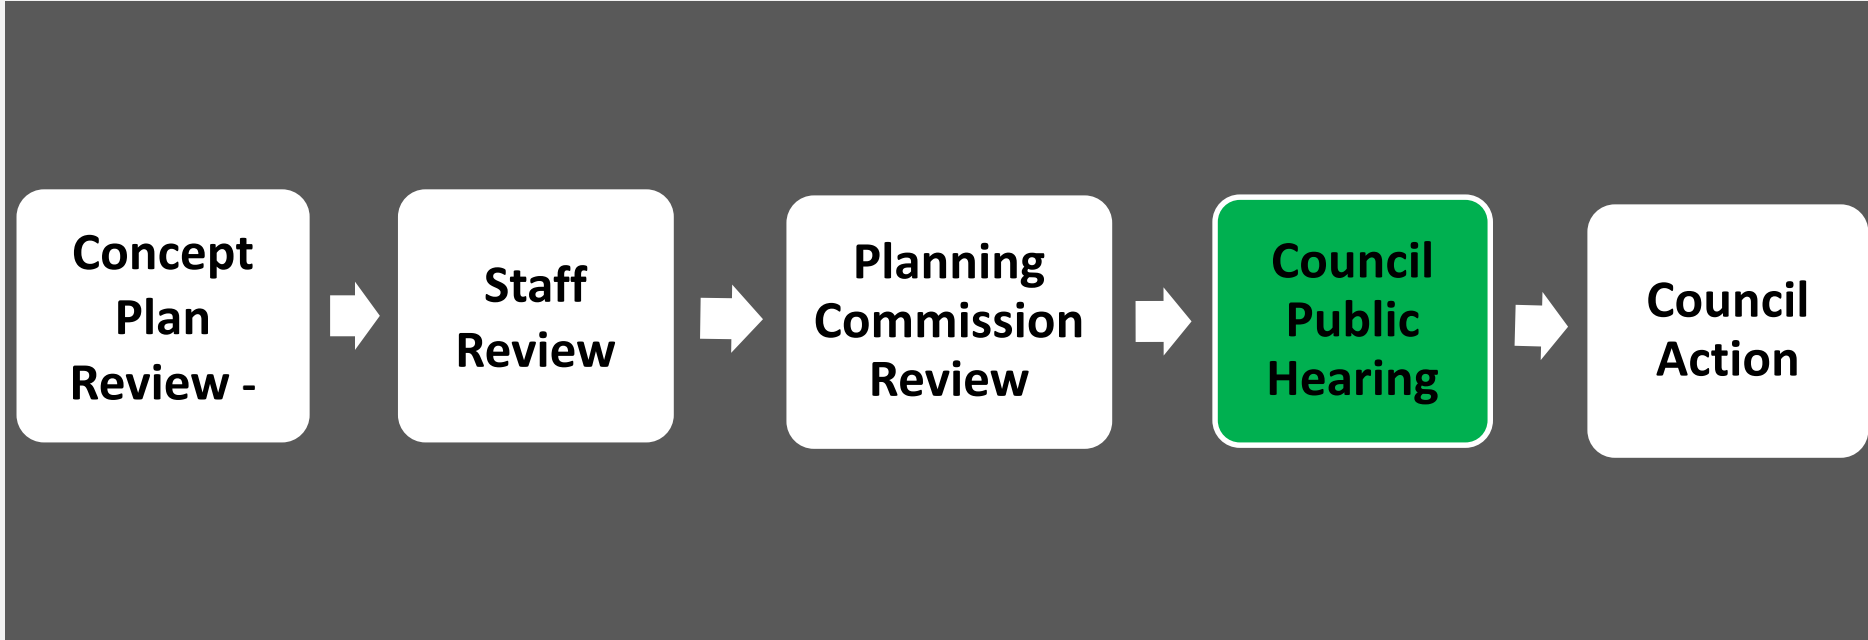 Concept
Plan
Review -
Staff
Review
Planning
Commission
Review
Council
Public
Hearing
Council
Action